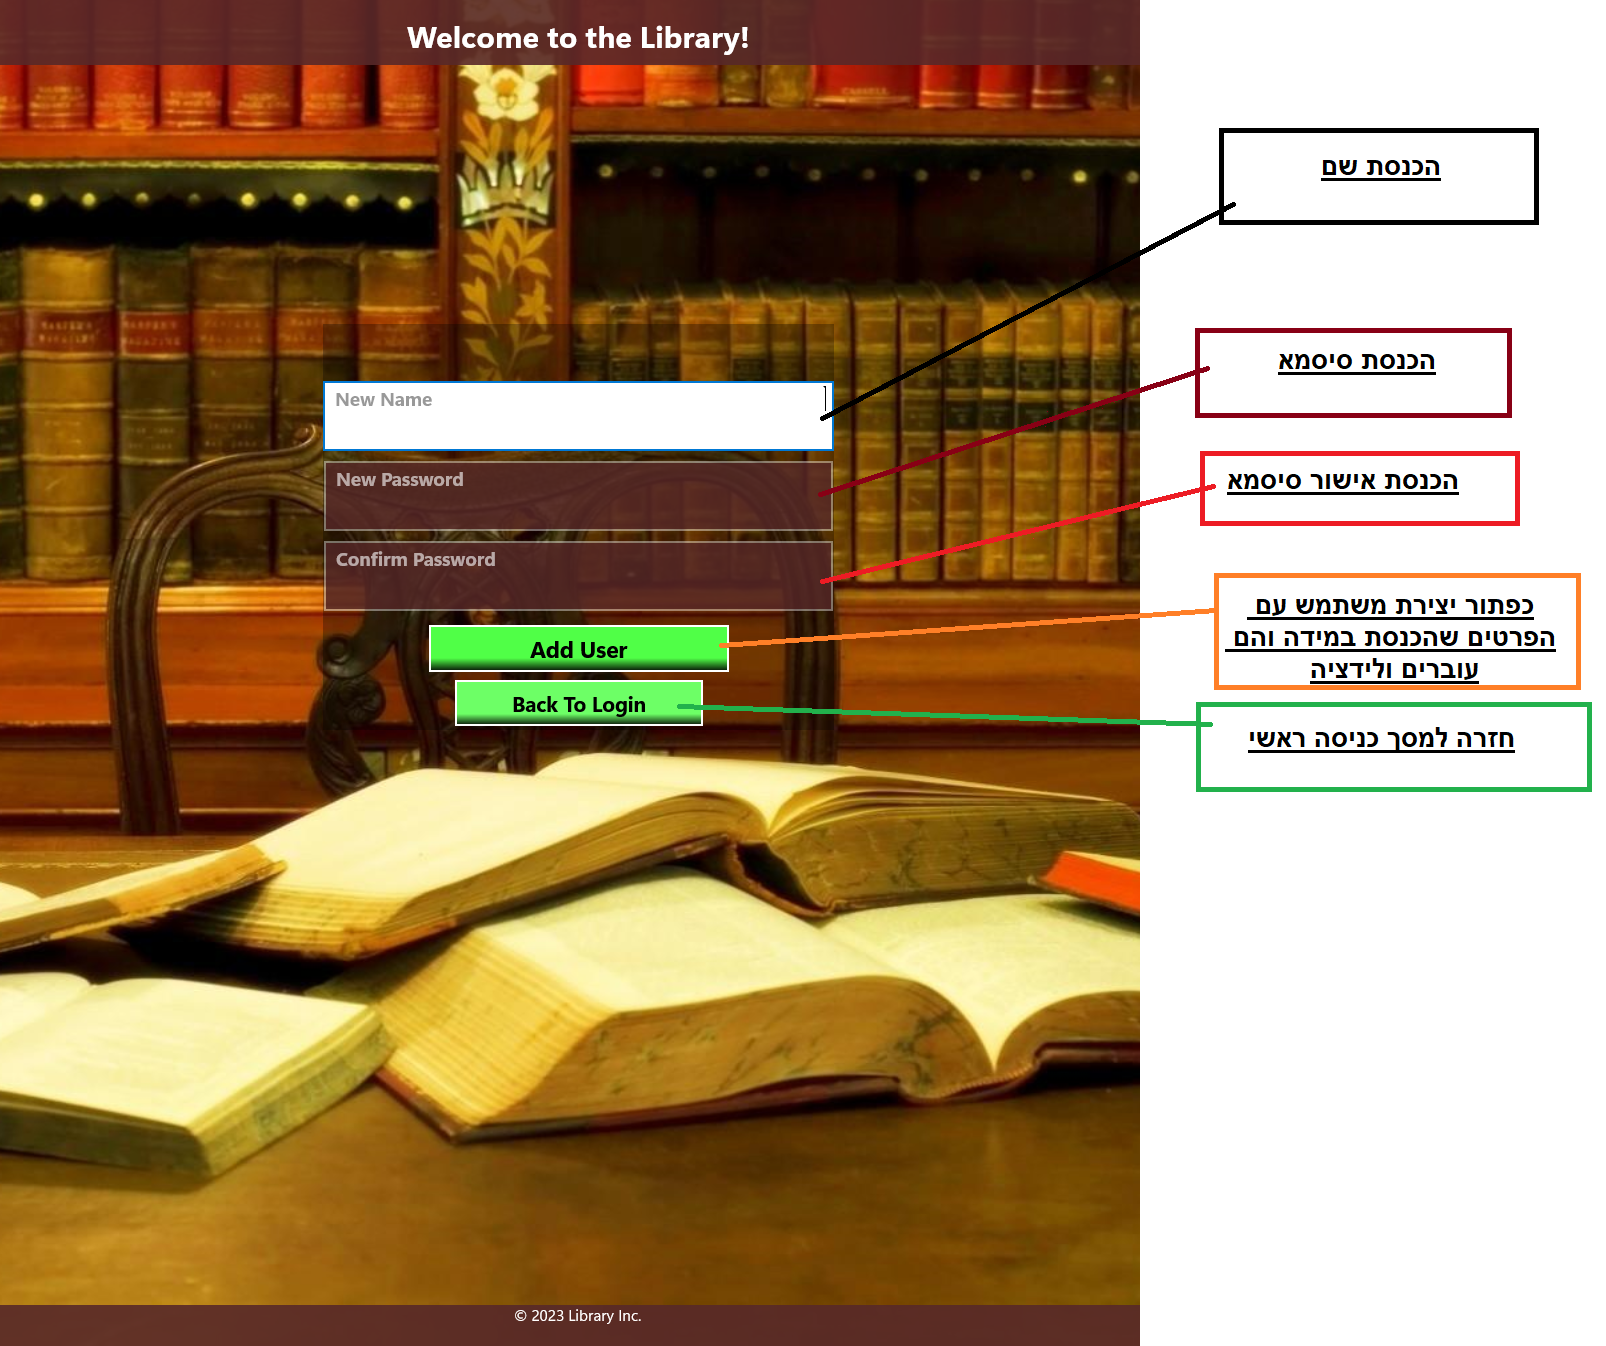 Welcome to the Library!
CASSELL
הכנסת שם
הכנסת סיסמא
New Name
New Password
הכנסת אישור סיסמא
Confirm Password
כפתור יצירת משתמש עם
הפרטים שהכנסת במידה והם
עוברים ולידציה
Add User
Back To Login
חזרה למסך כניסה ראשי
© 2023 Library Inc.